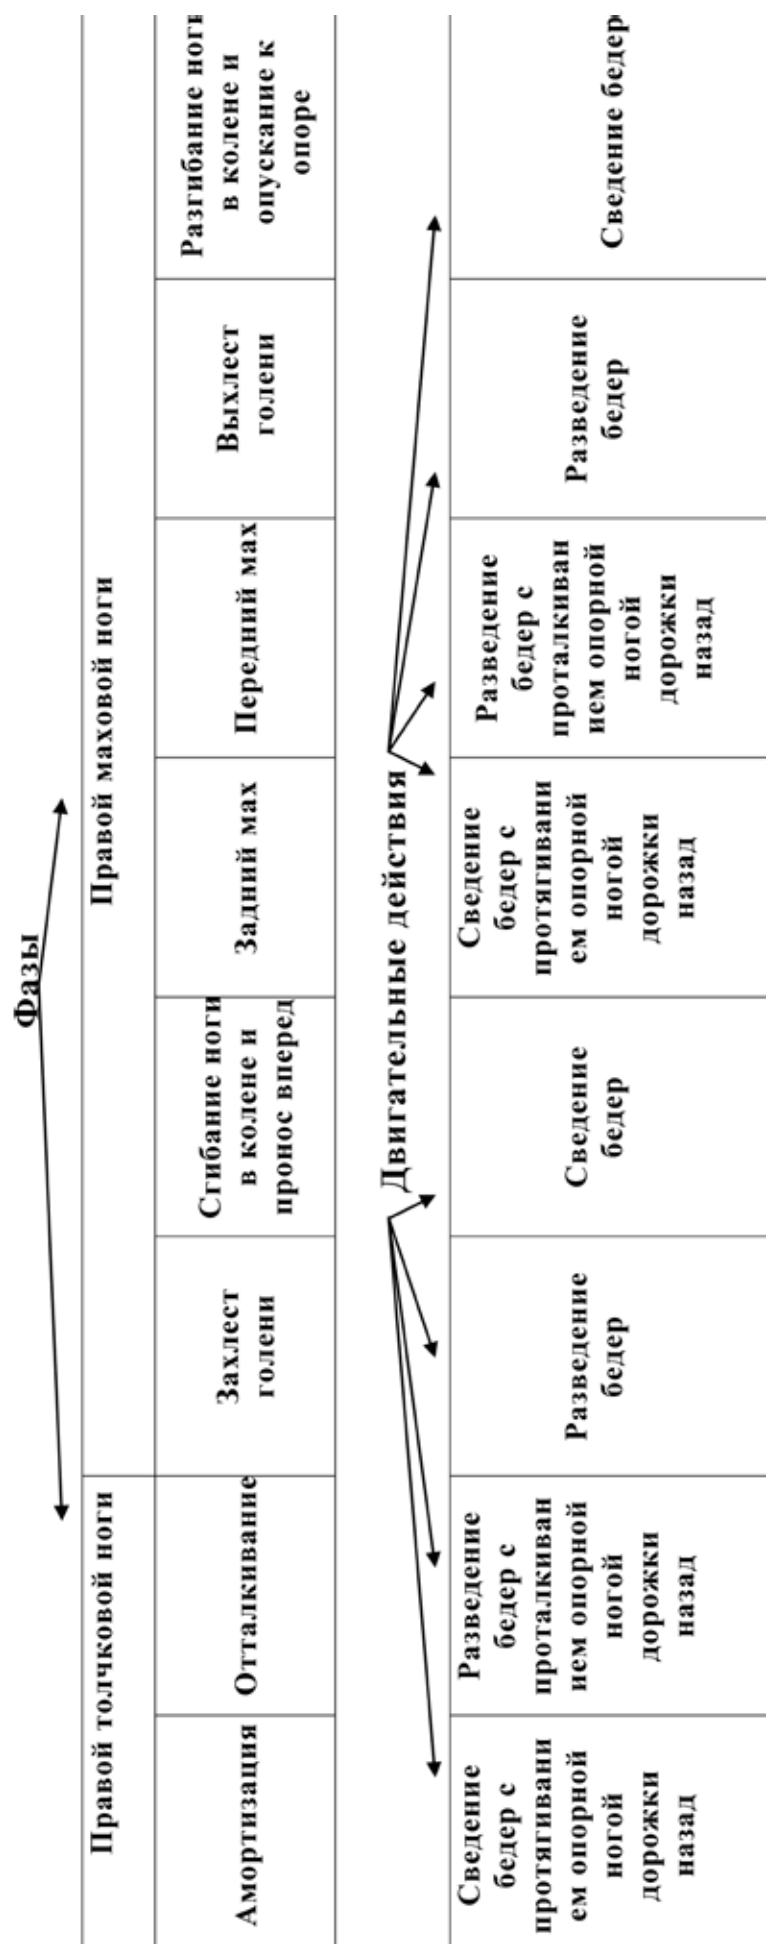 Фазы
Правой толчковой ноги
Правой маховой ноги
Амортизация
Отталкивание
Захлест
голени
Сгибание ноги
в колене и
пронос вперед
Задний мах
Передний мах
Выхлест
голени
Разгибание ноги
в колене и
опускание к
опоре
Двигательные действия
Сведение
бедер с
протягивани
ем опорной
ногой
дорожки
назад
Разведение
бедер с
проталкиван
ием опорной
ногой
дорожки
назад
Разведение
бедер
Сведение
бедер
Сведение
бедер с
протягивани
ем опорной
ногой
дорожки
назад
Разведение
бедер с
проталкиван
ием опорной
ногой
дорожки
назад
Разведение
бедер
Сведение бедер